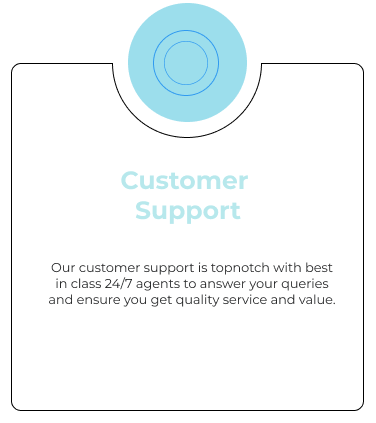 Customer
Support
Our customer support is topnotch with best
in class 24/7 agents to answer your queries
and ensure you get quality service and value.